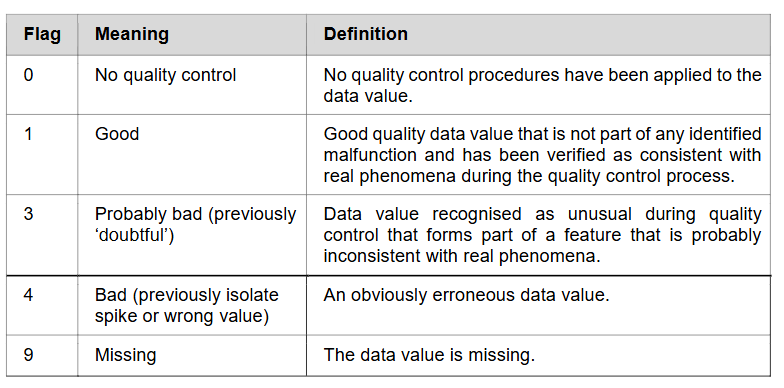 Flag Meaning Definition
0 No quality control No quality control procedures have been applied to the
data value.
1 Good Good quality data value that is not part of any identified
malfunction and has been verified as consistent with
real phenomena during the quality control process.
3 Probably bad (previously Data value recognised as unusual during quality
‘doubtful’) control that forms part of a feature that is probably
inconsistent with real phenomena.
4 Bad (previously isolate An obviously erroneous data value.
spike or wrong value)
9 Missing The data value is missing.